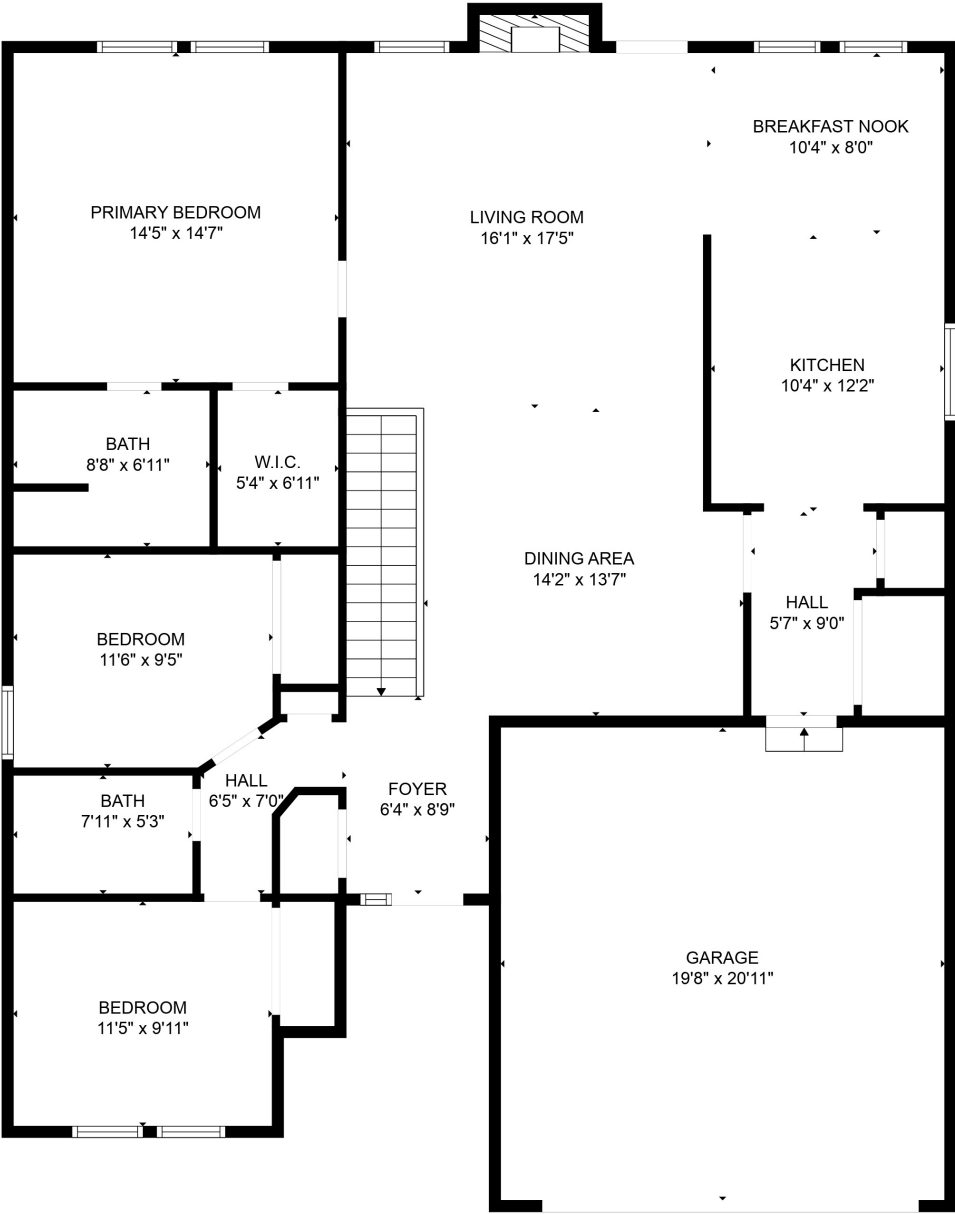 BREAKFAST NOOK
10'4" x 8'0"
PRIMARY BEDROOM
14'5" x 14'7"
LIVING ROOM
16'1" x 17'5"
KITCHEN
10'4" x 12'2"
BATH
8'8" x 6'11"
W.I.C.
5'4" x 6'11"
DINING AREA
14'2" x 13'7"
HALL
5'7" x 9'0"
BEDROOM
11'6" x 9'5"
HALL
6'5" x 7'0"
FOYER
6'4" x 8'9"
BATH
7'11" x 5'3"
GARAGE
19'8" x 20'11"
BEDROOM
11'5" x 9'11"